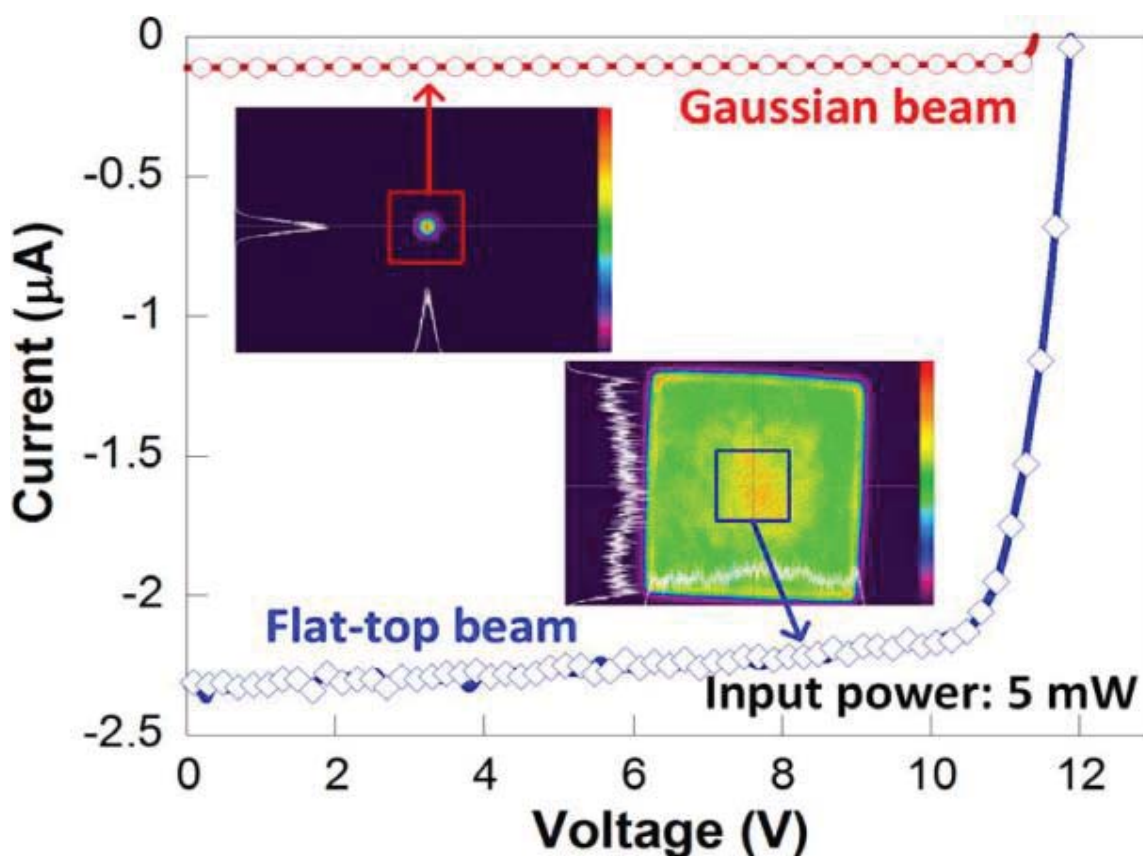 0
-0.5
-1
-1.5
-2
-2.5
Current (μA)
Gaussian beam
Flat-top beam
Input power: 5 mW
0 2 4 6 8 10 12
Voltage (V)